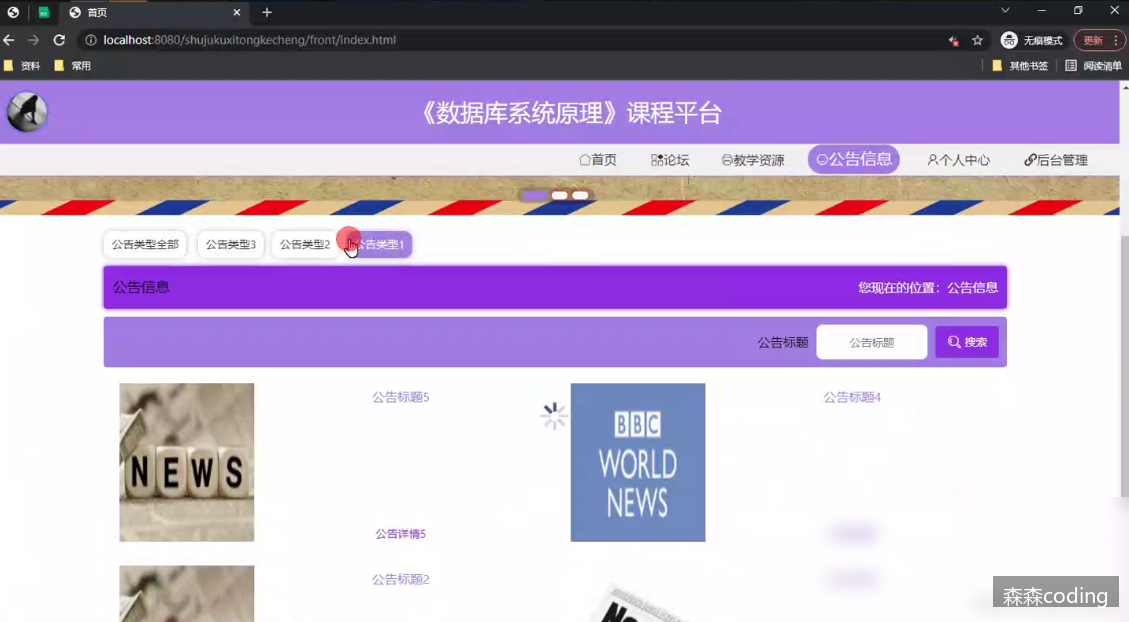 首页
localhost:8080/shujukuxitongkecheng/front/index.html
无痕模式
更新
资料
常用
其他书签
阅读清单
《数据库系统原理》课程平台
首页
论坛
教学资源
公告信息
个人中心
后台管理
公告类型全部
公告类型3
公告类型2
公告类型1
公告信息
您现在的位置：公告信息
公告标题
公告标题
搜索
NEWS
公告标题5
公告详情5
BBC
WORLD
NEWS
公告标题4
公告标题2
森森coding